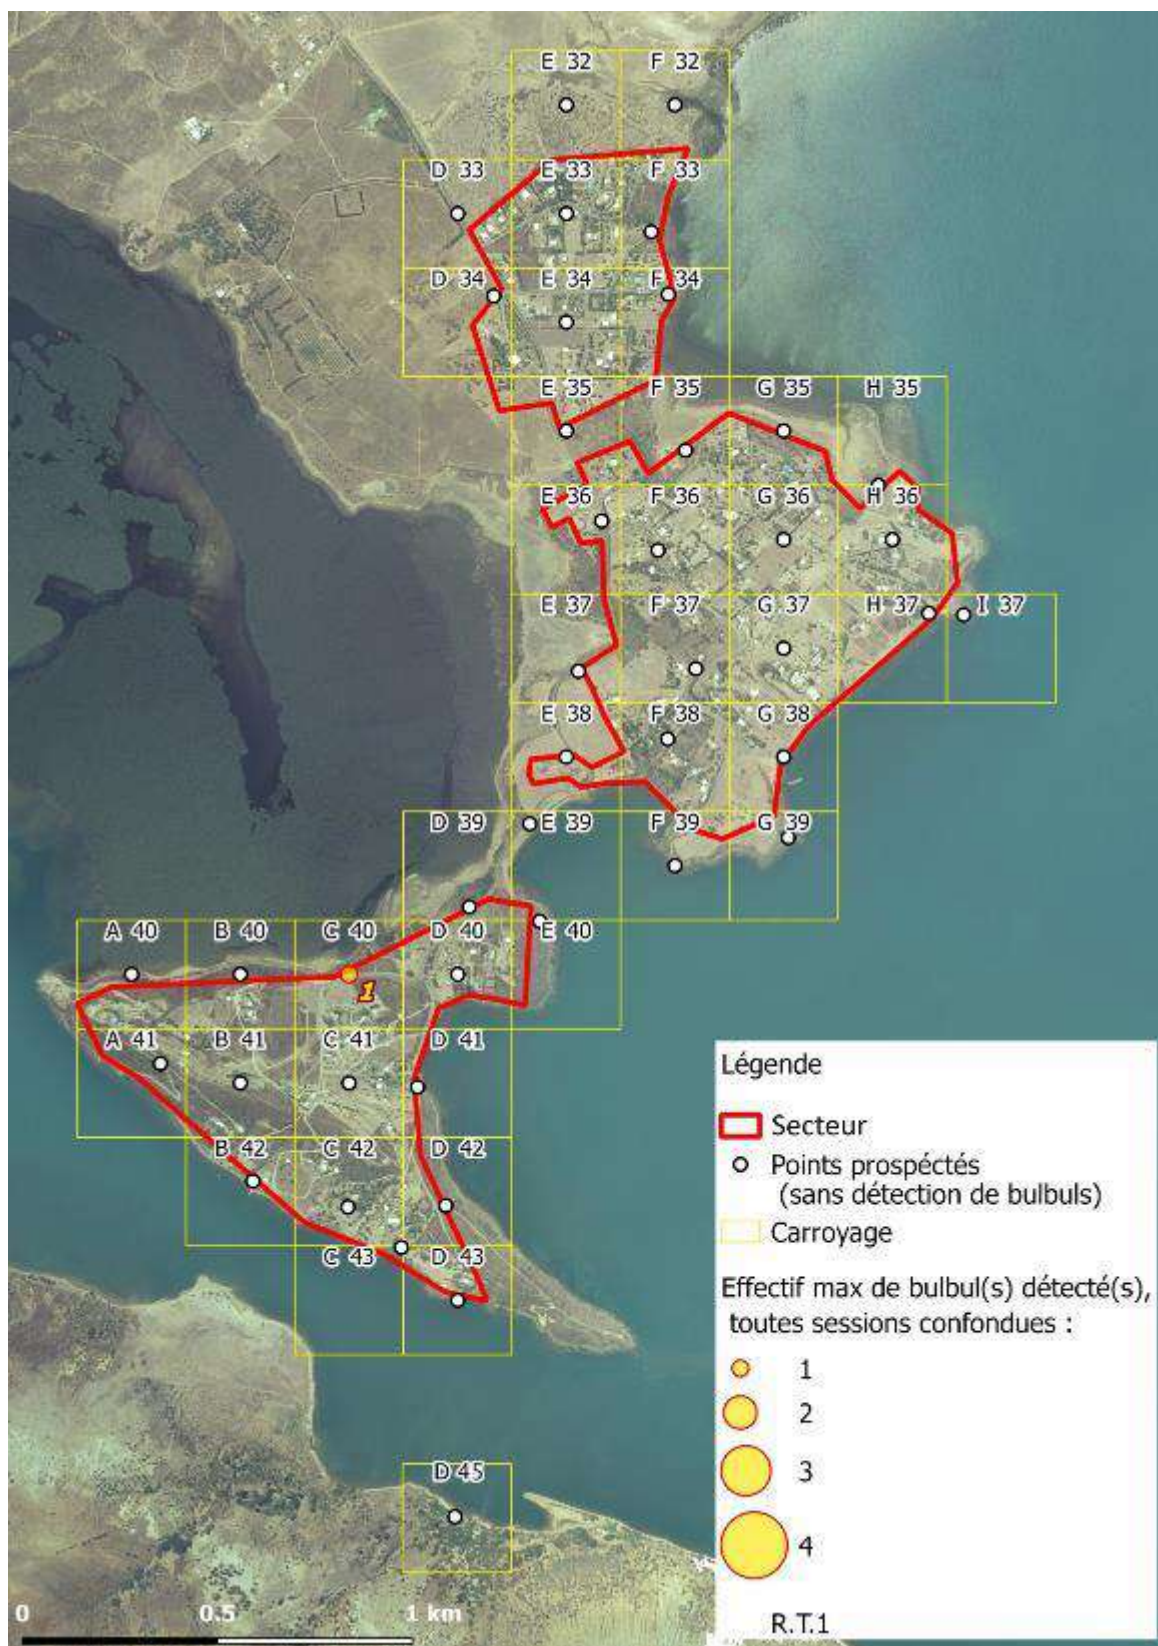 E 32 F 32
D 33 E 33 F 33
D 34 E 34 F 34
E 35 F 35 G 35 H 35
E 36 F 36 G 36 H 36
E 37 F 37 G 37 H 37 I 37
E 38 F 38 G 38
D 39 E 39 F 39 G 39
A 40 B 40 C 40 D 40 E 40
1
A 41 B 41 C 41 D 41
B 42 C 42 D 42
C 43 D 43
D 45
0 0.5 1 km
Légende
Secteur
Points prospéctés
(sans détection de bulbuls)
Carroyage
Effectif max de bulbul(s) détecté(s),
toutes sessions confondues :
1
2
3
4
R.T.1